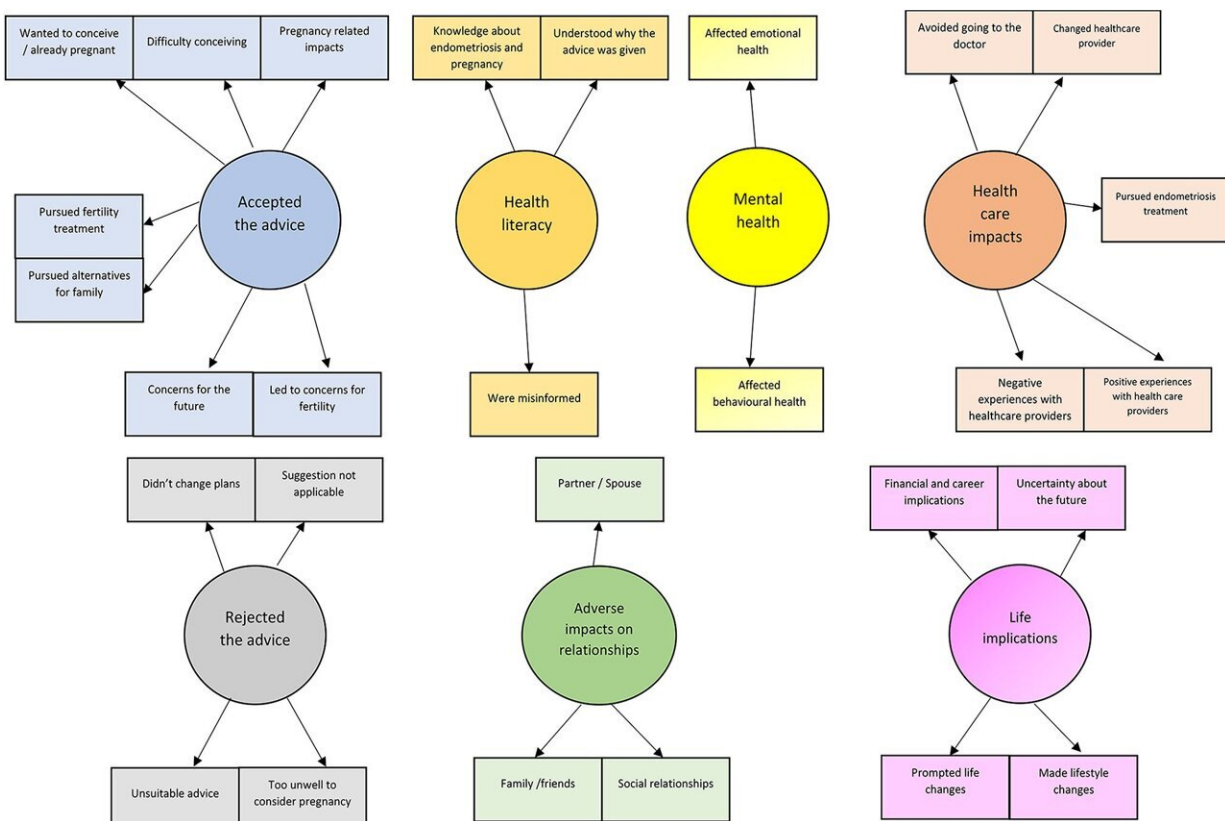 Wanted to conceive
/ already pregnant
Difficulty conceiving
Pregnancy related
impacts
Accepted
the advice
Pursued fertility
treatment
Pursued alternatives
for family
Concerns for the
future
Led to concerns for
fertility
Knowledge about
endometriosis and
pregnancy
Understood why the
advice was given
Health
literacy
Were misinformed
Affected emotional
health
Mental
health
Affected
behavioural health
Avoided going to the
doctor
Changed healthcare
provider
Health
care
impacts
Pursued endometriosis
treatment
Negative
experiences with
healthcare providers
Positive experiences
with health care
providers
Didn’t change plans
Suggestion not
applicable
Rejected
the advice
Unsuitable advice
Too unwell to
consider pregnancy
Partner / Spouse
Adverse
impacts on
relationships
Family /friends
Social relationships
Financial and career
implications
Uncertainty about
the future
Life
implications
Prompted life
changes
Made lifestyle
changes